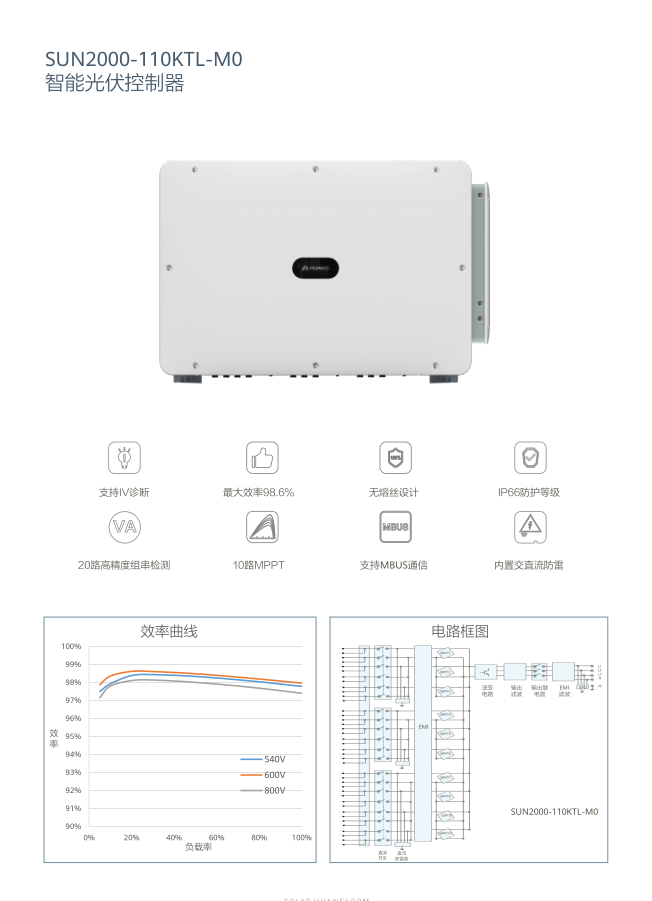 SUN2000-110KTL-M0
智能光伏控制器
HUAWEI
支持IV诊断
最大效率98.6%
100%
无熔丝设计
IP66防护等级
VA
20路高精度组串检测
10路MPPT
MBUS
支持MBUS通信
内置交直流防雷
效率曲线
100%
99%
98%
97%
96%
95%
94%
93%
92%
91%
90%
效率
540V
600V
800V
0%
20%
40%
60%
80%
100%
负载率
电路框图
EMI
逆变电路
输出滤波
输出继电器
EMI滤波
直流开关
直流防雷器
SUN2000-110KTL-M0